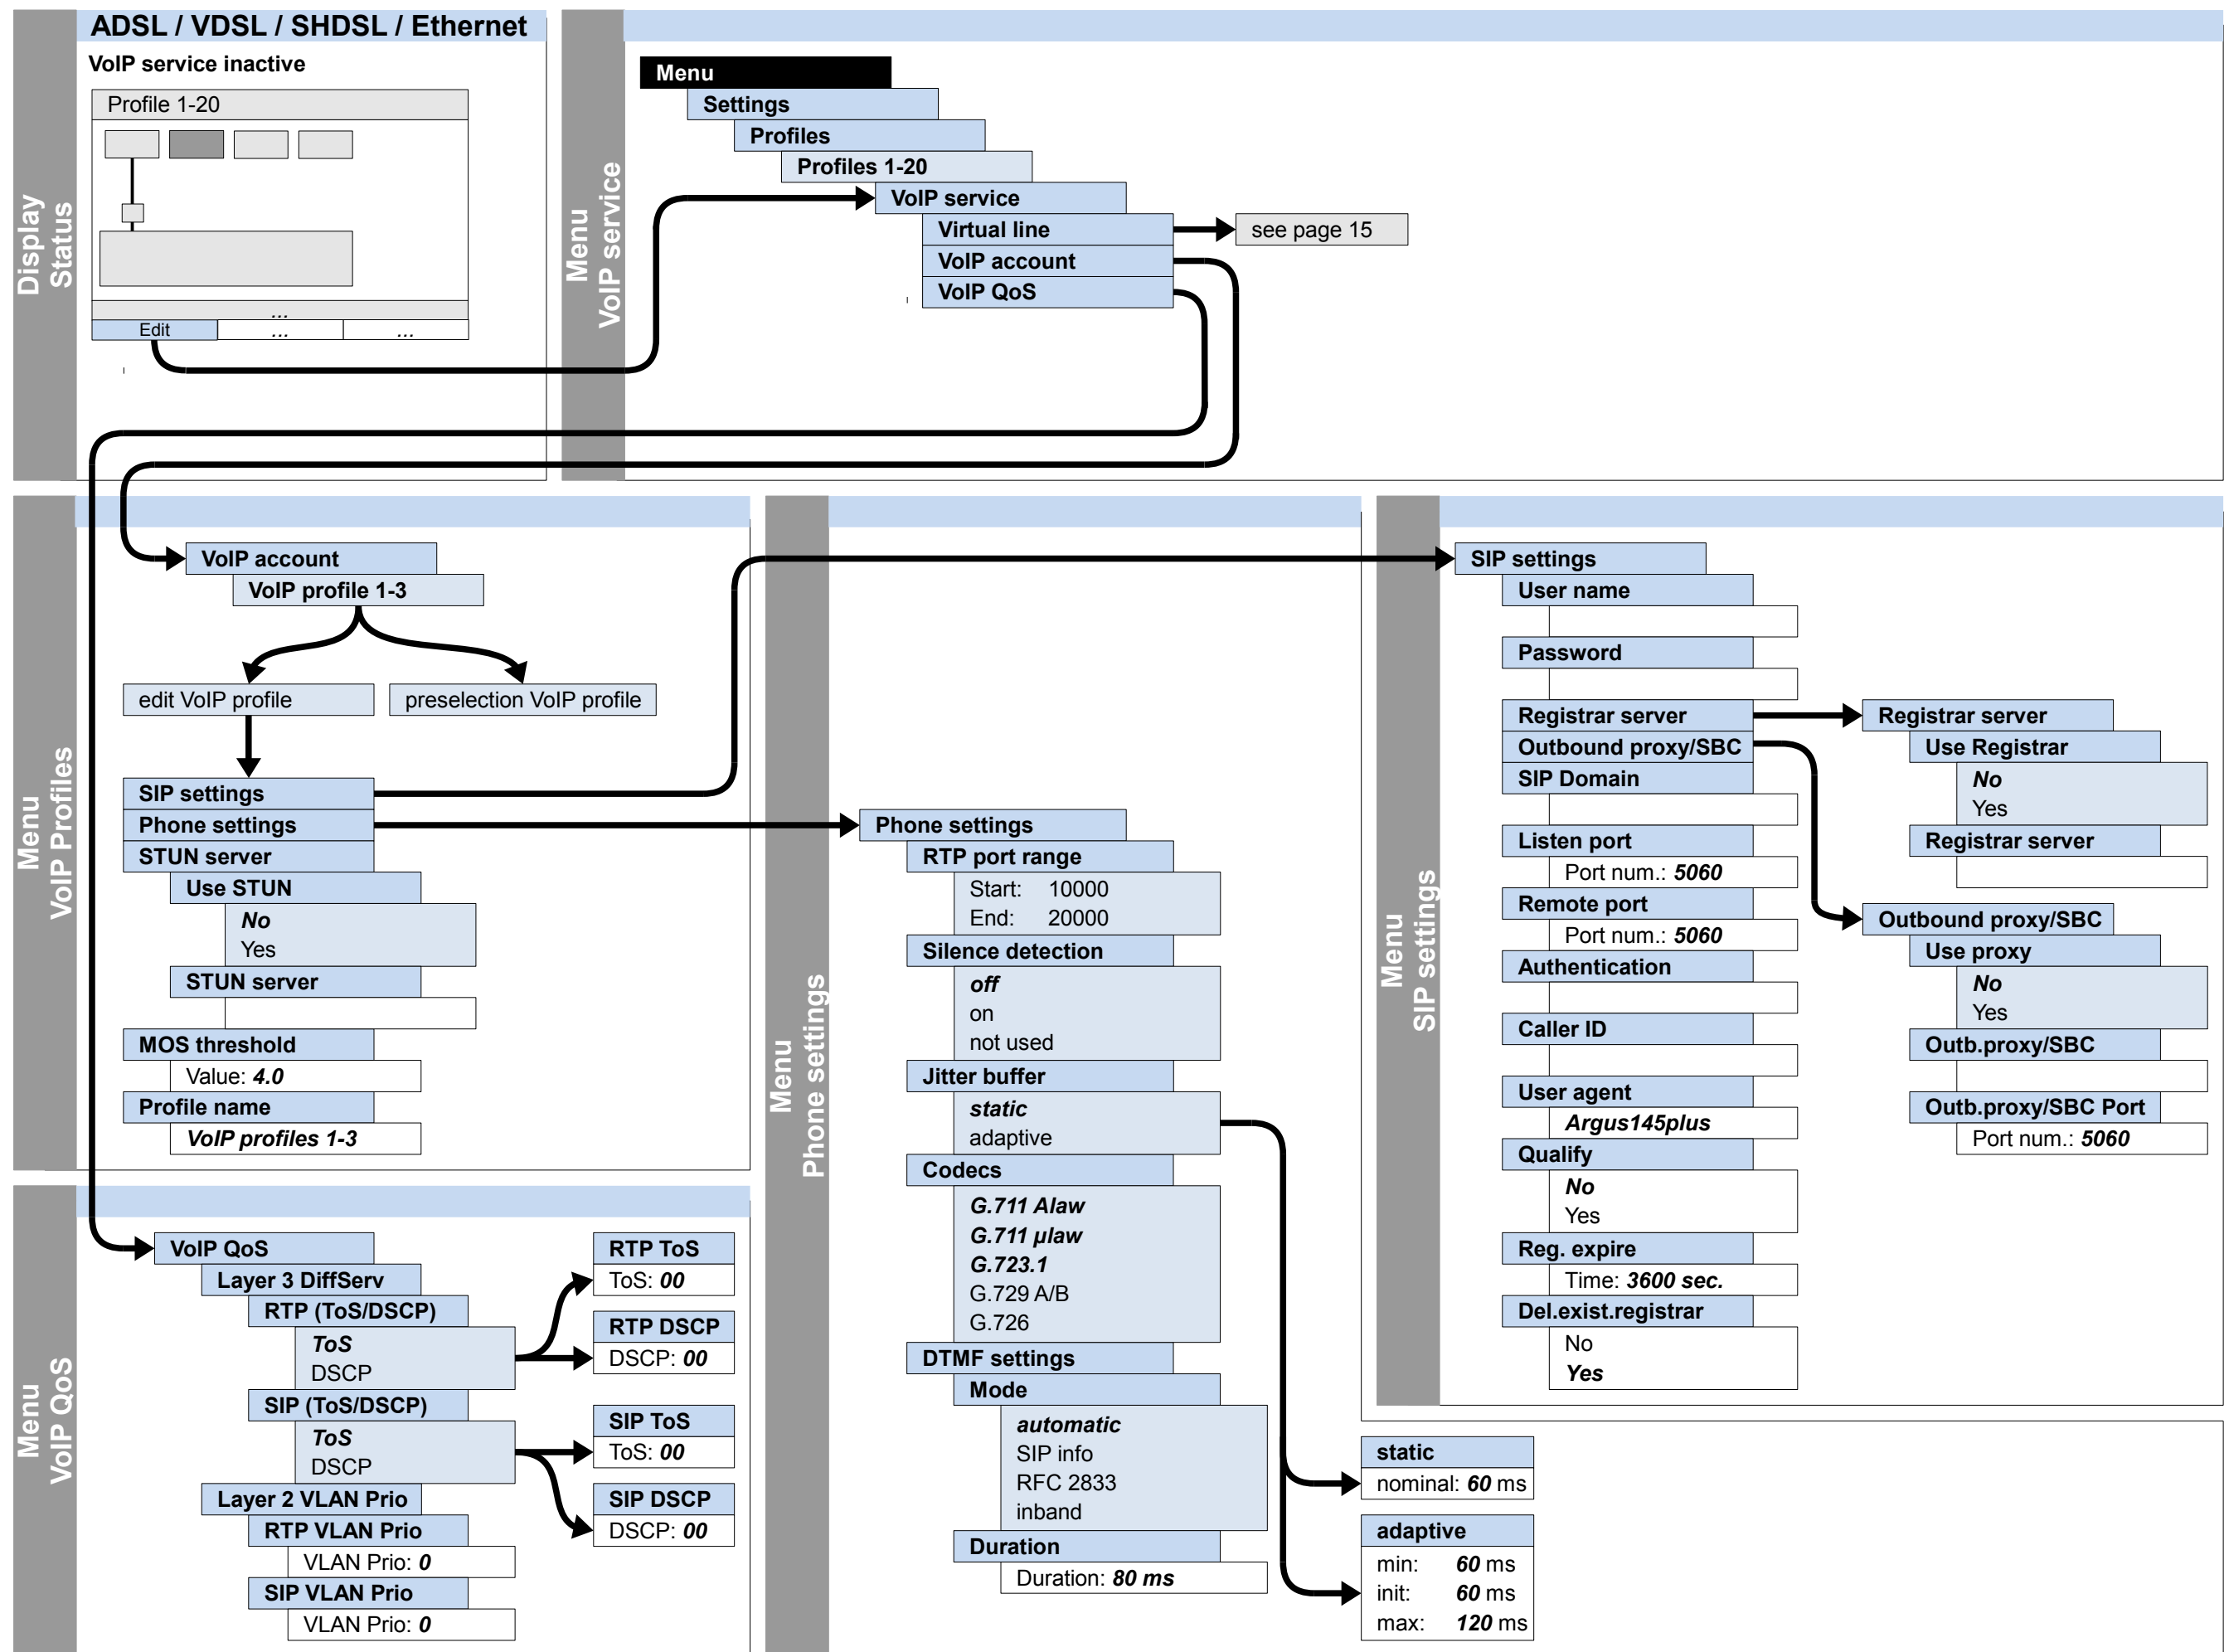 Display
Status
ADSL / VDSL / SHDSL / Ethernet
VoIP service inactive
Profile 1-20
...
Edit
...
...
Menu
VoIP service
Menu
Settings
Profiles
Profiles 1-20
VoIP service
Virtual line
see page 15
VoIP account
VoIP QoS
Menu
VoIP Profiles
VoIP account
VoIP profile 1-3
edit VoIP profile
preselection VoIP profile
SIP settings
Phone settings
STUN server
Use STUN
No
Yes
STUN server
MOS threshold
Value: 4.0
Profile name
VoIP profiles 1-3
Menu
VoIP QoS
VoIP QoS
Layer 3 DiffServ
RTP (ToS/DSCP)
ToS
DSCP
SIP (ToS/DSCP)
ToS
DSCP
Layer 2 VLAN Prio
RTP VLAN Prio
VLAN Prio: 0
SIP VLAN Prio
VLAN Prio: 0
RTP ToS
ToS: 00
RTP DSCP
DSCP: 00
SIP ToS
ToS: 00
SIP DSCP
DSCP: 00
Menu
Phone settings
Phone settings
RTP port range
Start: 10000
End: 20000
Silence detection
off
on
not used
Jitter buffer
static
adaptive
Codecs
G.711 Alaw
G.711 µlaw
G.723.1
G.729 A/B
G.726
DTMF settings
Mode
automatic
SIP info
RFC 2833
inband
Duration
Duration: 80 ms
static
nominal: 60 ms
adaptive
min: 60 ms
init: 60 ms
max: 120 ms
Menu
SIP settings
SIP settings
User name
Password
Registrar server
Outbound proxy/SBC
SIP Domain
Listen port
Port num.: 5060
Remote port
Port num.: 5060
Authentication
Caller ID
User agent
Argus145plus
Qualify
No
Yes
Reg. expire
Time: 3600 sec.
Del.exist.registrar
No
Yes
Registrar server
Use Registrar
No
Yes
Registrar server
Outbound proxy/SBC
Use proxy
No
Yes
Outb.proxy/SBC
Outb.proxy/SBC Port
Port num.: 5060